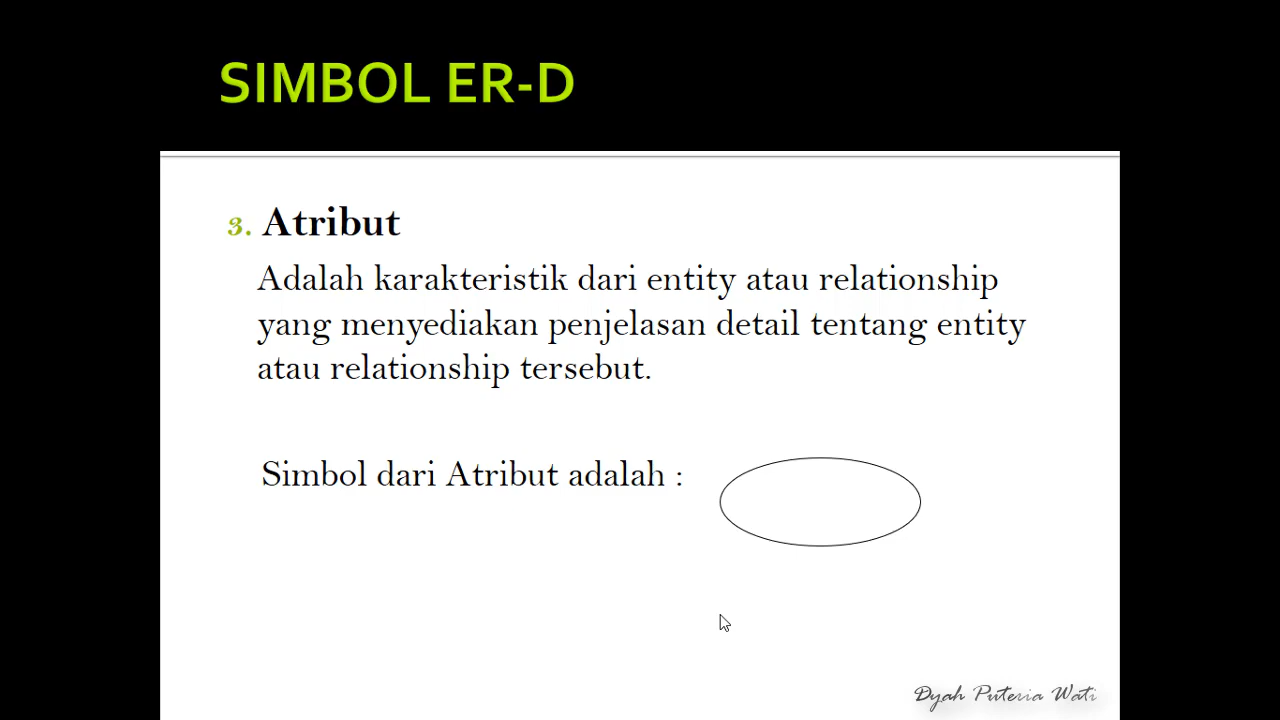 SIMBOL ER-D
3. Atribut
Adalah karakteristik dari entity atau relationship
yang menyediakan penjelasan detail tentang entity
atau relationship tersebut.
Simbol dari Atribut adalah :
Dyah Puteria Wati